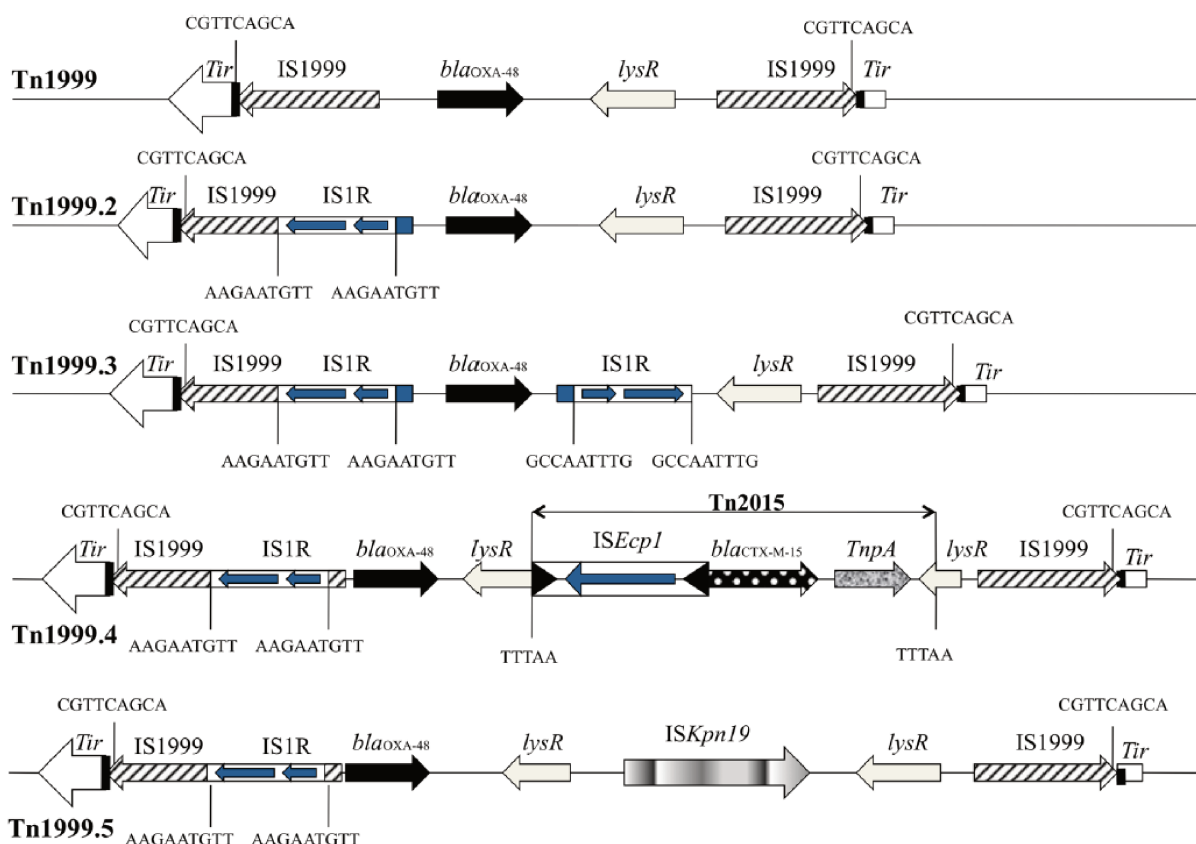 CGTTCAGCA CGTTCAGCA
Tn1999 Tir IS1999 blaOXA-48 lysR IS1999 Tir
CGTTCAGCA CGTTCAGCA
Tn1999.2 Tir IS1999 IS1R blaOXA-48 lysR IS1999 Tir
AAGAATGTT AAGAATGTT
CGTTCAGCA CGTTCAGCA
Tn1999.3 Tir IS1999 IS1R blaOXA-48 IS1R lysR IS1999 Tir
AAGAATGTT AAGAATGTT GCCAATTTG GCCAATTTG
Tn2015
CGTTCAGCA CGTTCAGCA
Tir IS1999 IS1R blaOXA-48 lysR ISEcp1 blaCTX-M-15 TnpA lysR IS1999 Tir
Tn1999.4 AAGAATGTT AAGAATGTT TTTAA TTTAA
CGTTCAGCA CGTTCAGCA
Tir IS1999 IS1R blaOXA-48 lysR ISKpn19 lysR IS1999 Tir
Tn1999.5 AAGAATGTT AAGAATGTT